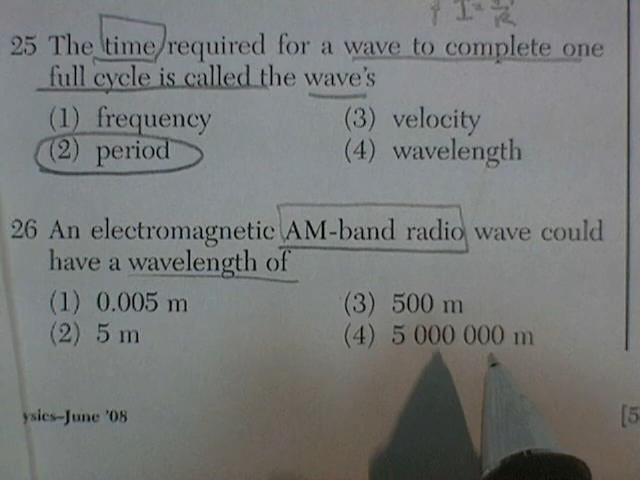 25 The time required for a wave to complete one
full cycle is called the wave's
(1) frequency (3) velocity
(2) period (4) wavelength
26 An electromagnetic AM-band radio wave could
have a wavelength of
(1) 0.005 m (3) 500 m
(2) 5 m (4) 5 000 000 m
ysics–June '08 [5